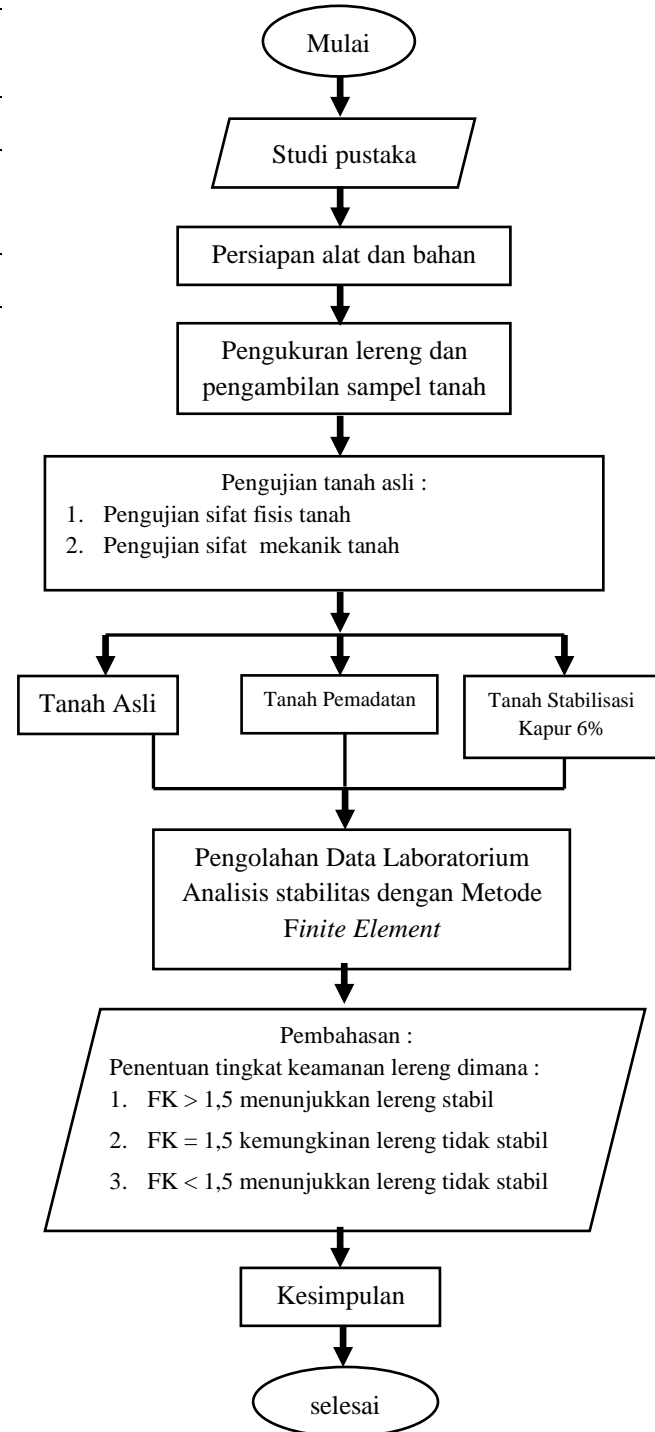 Mulai
Studi pustaka
Persiapan alat dan bahan
Pengukuran lereng dan
pengambilan sampel tanah
Pengujian tanah asli :
1. Pengujian sifat fisis tanah
2. Pengujian sifat mekanik tanah
Tanah Asli
Tanah Pemadatan
Tanah Stabilisasi
Kapur 6%
Pengolahan Data Laboratorium
Analisis stabilitas dengan Metode
Finite Element
Pembahasan :
Penentuan tingkat keamanan lereng dimana :
1. FK > 1,5 menunjukkan lereng stabil
2. FK = 1,5 kemungkinan lereng tidak stabil
3. FK < 1,5 menunjukkan lereng tidak stabil
Kesimpulan
selesai